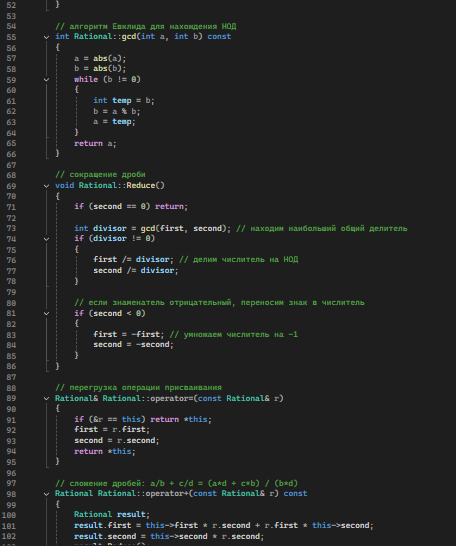 52 }
53
54 // алгоритм Евклида для нахождения НОД
55 int Rational::gcd(int a, int b) const
56 {
57 a = abs(a);
58 b = abs(b);
59 while (b != 0)
60 {
61 int temp = b;
62 b = a % b;
63 a = temp;
64 }
65 return a;
66 }
67
68 // сокращение дроби
69 void Rational::Reduce()
70 {
71 if (second == 0) return;
72
73 int divisor = gcd(first, second); // находим наибольший общий делитель
74 if (divisor != 0)
75 {
76 first /= divisor; // делим числитель на НОД
77 second /= divisor;
78 }
79
80 // если знаменатель отрицательный, переносим знак в числитель
81 if (second < 0)
82 {
83 first = -first; // умножаем числитель на -1
84 second = -second;
85 }
86 }
87
88 // перегрузка операции присваивания
89 Rational& Rational::operator=(const Rational& r)
90 {
91 if (&r == this) return *this;
92 first = r.first;
93 second = r.second;
94 return *this;
95 }
96
97 // сложение дробей: a/b + c/d = (a*d + c*b) / (b*d)
98 Rational Rational::operator+(const Rational& r) const
99 {
100 Rational result;
101 result.first = this->first * r.second + r.first * this->second;
102 result.second = this->second * r.second;
103 result.Reduce();